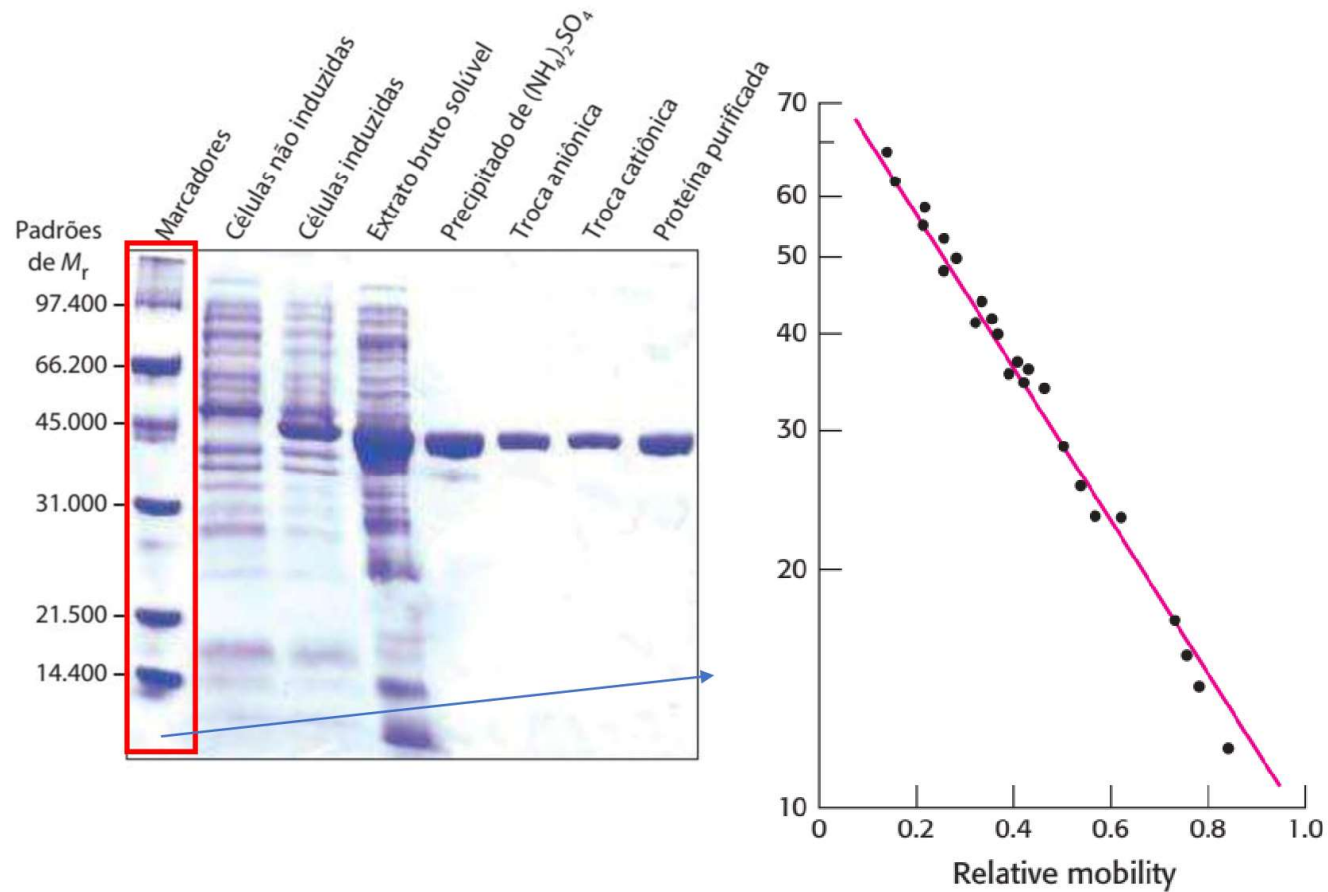 Marcadores
Células não induzidas
Células induzidas
Extrato bruto solúvel
Precipitado de (NH₄)₂SO₄
Troca aniônica
Troca catiônica
Proteína purificada
Padrões
de Mr
97.400
66.200
45.000
31.000
21.500
14.400
70
60
50
40
30
20
10
0
0.2
0.4
0.6
0.8
1.0
Relative mobility